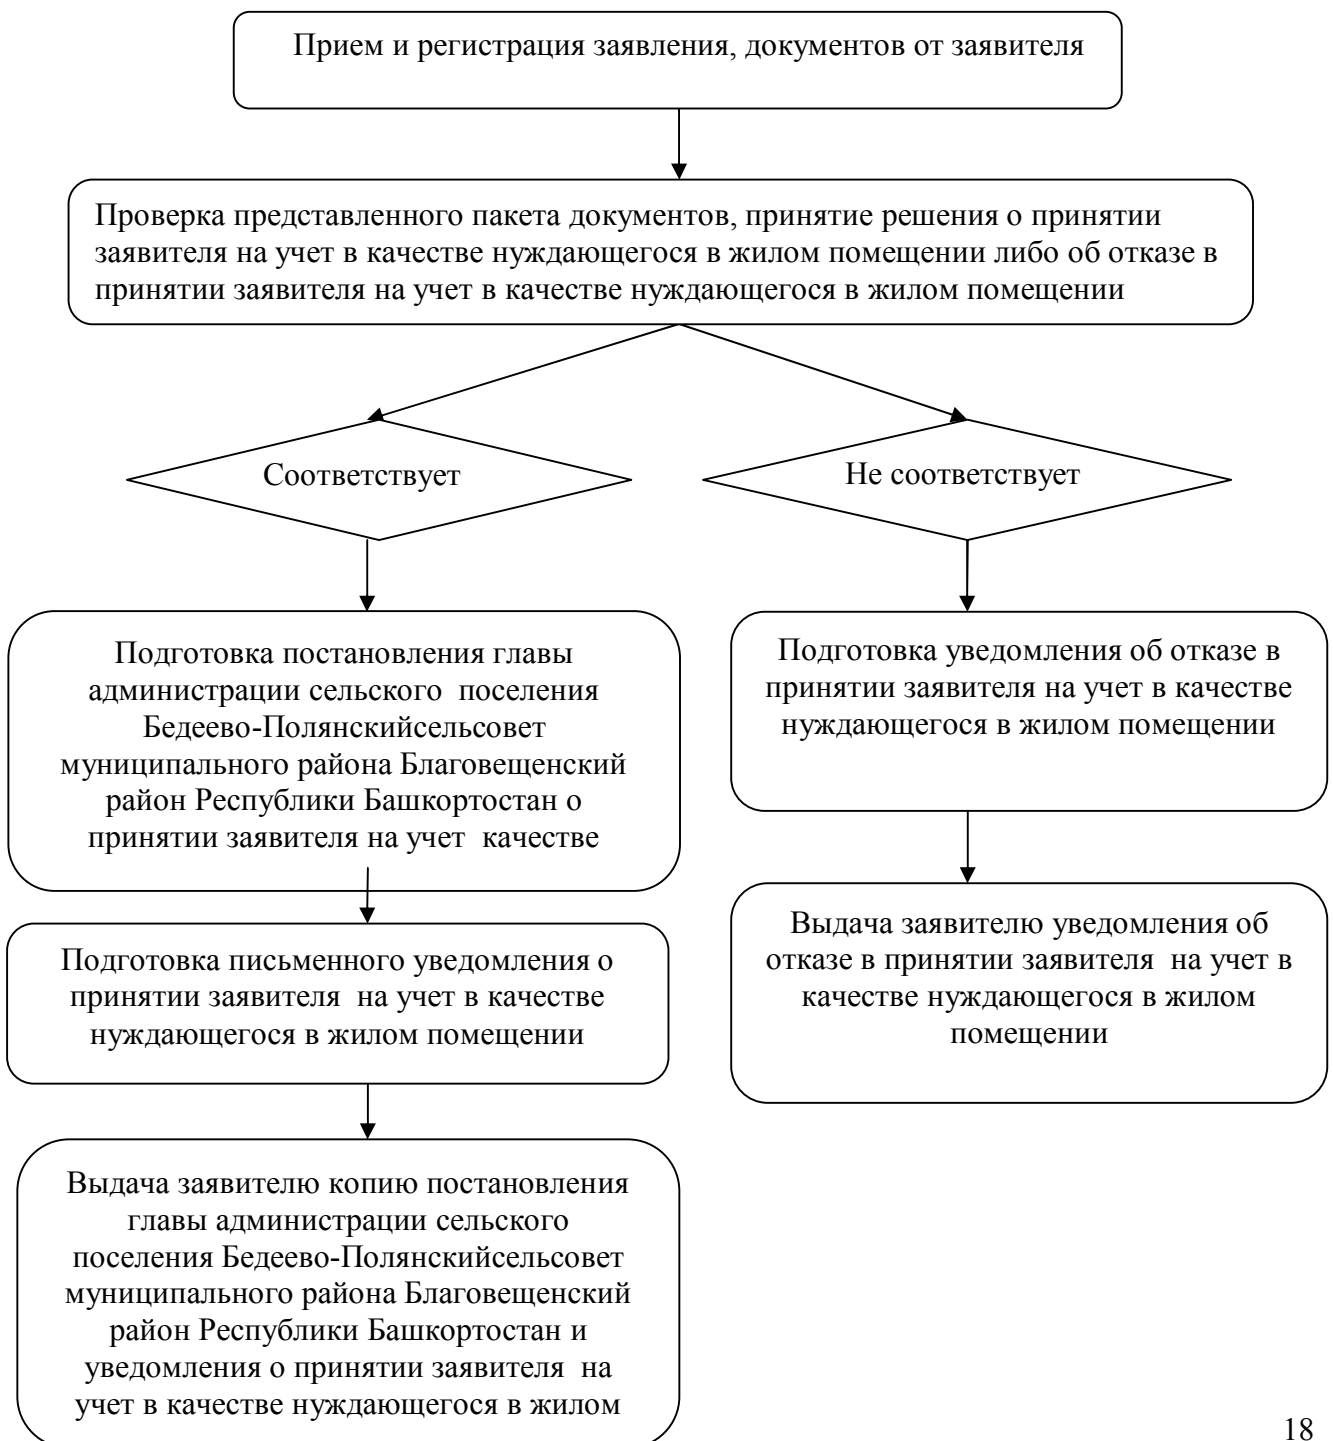 Прием и регистрация заявления, документов от заявителя
Проверка представленного пакета документов, принятие решения о принятии
заявителя на учет в качестве нуждающегося в жилом помещении либо об отказе в
принятии заявителя на учет в качестве нуждающегося в жилом помещении
Соответствует
Не соответствует
Подготовка постановления главы
администрации сельского  поселения
Бедеево-Полянскийсельсовет
муниципального района Благовещенский
район Республики Башкортостан о
принятии заявителя на учет  качестве
Подготовка письменного уведомления о
принятии заявителя  на учет в качестве
нуждающегося в жилом помещении
Выдача заявителю копию постановления
главы администрации сельского
поселения Бедеево-Полянскийсельсовет
муниципального района Благовещенский
район Республики Башкортостан и
уведомления о принятии заявителя  на
учет в качестве нуждающегося в жилом
Подготовка уведомления об отказе в
принятии заявителя на учет в качестве
нуждающегося в жилом помещении
Выдача заявителю уведомления об
отказе в принятии заявителя  на учет в
качестве нуждающегося в жилом
помещении
18